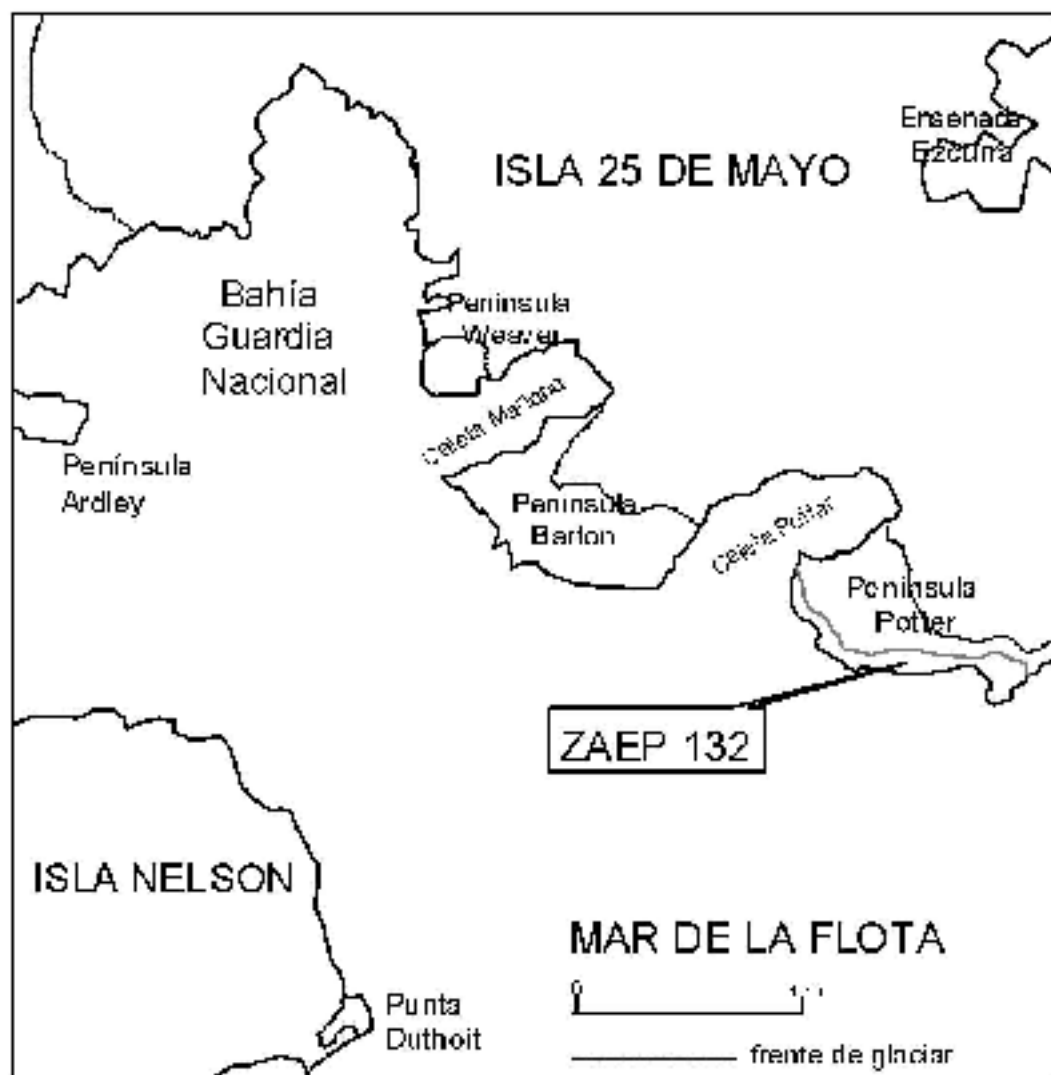 Ensenada
Ezcurra
ISLA 25 DE MAYO
Bahía
Guardia
Nacional
Península
Weaver
Caleta Mariana
Península
Ardley
Península
Barton
Caleta Potter
Península
Potter
ZAEP 132
ISLA NELSON
MAR DE LA FLOTA
0
Punta
Duthoit
frente de glaciar